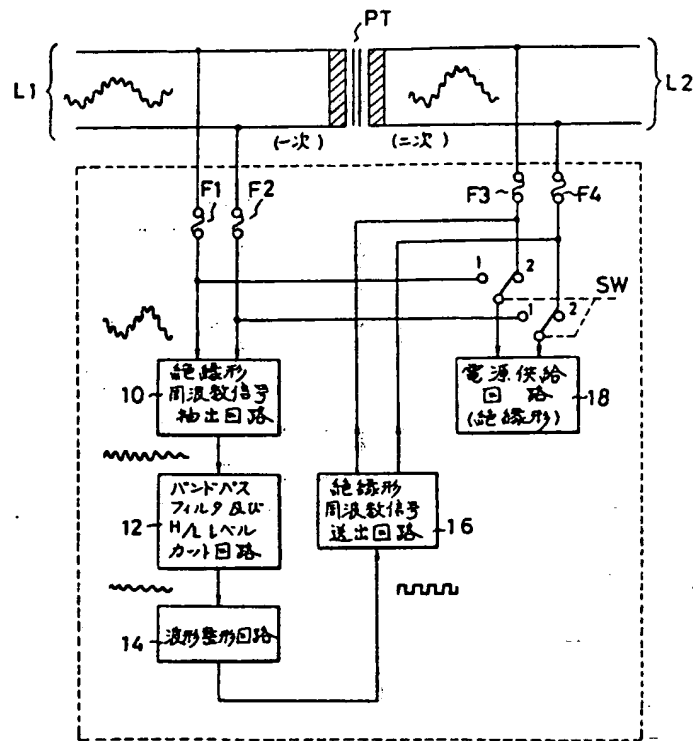 PT
L1
L2
(一次)
(二次)
F1
F2
F3
F4
1
2
SW
1
2
10
絶縁形
周波数信号
抽出回路
電源供給
回路
(絶縁形)
18
12
バンドパス
フィルタ及び
H/Lレベル
カット回路
絶縁形
周波数信号
送出回路
16
14
波形整形回路